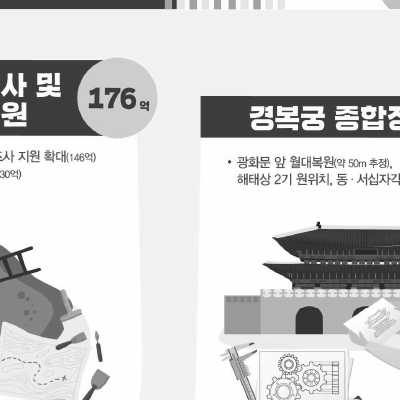 사 및
원
176억
사 지원 확대(146억)
30억)
경복궁 종합정
• 광화문 앞 월대복원(약 50m 추정),
해태상 2기 원위치, 동·서십자각